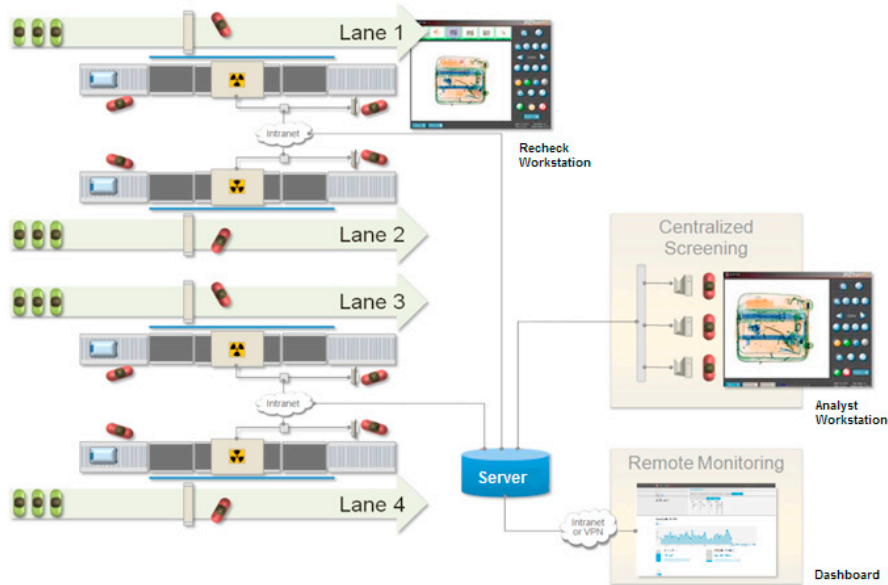 Lane 1
Intranet
Recheck
Workstation
Lane 2
Centralized
Screening
Lane 3
Intranet
Analyst
Workstation
Server
Remote Monitoring
Lane 4
Intranet
or VPN
Dashboard